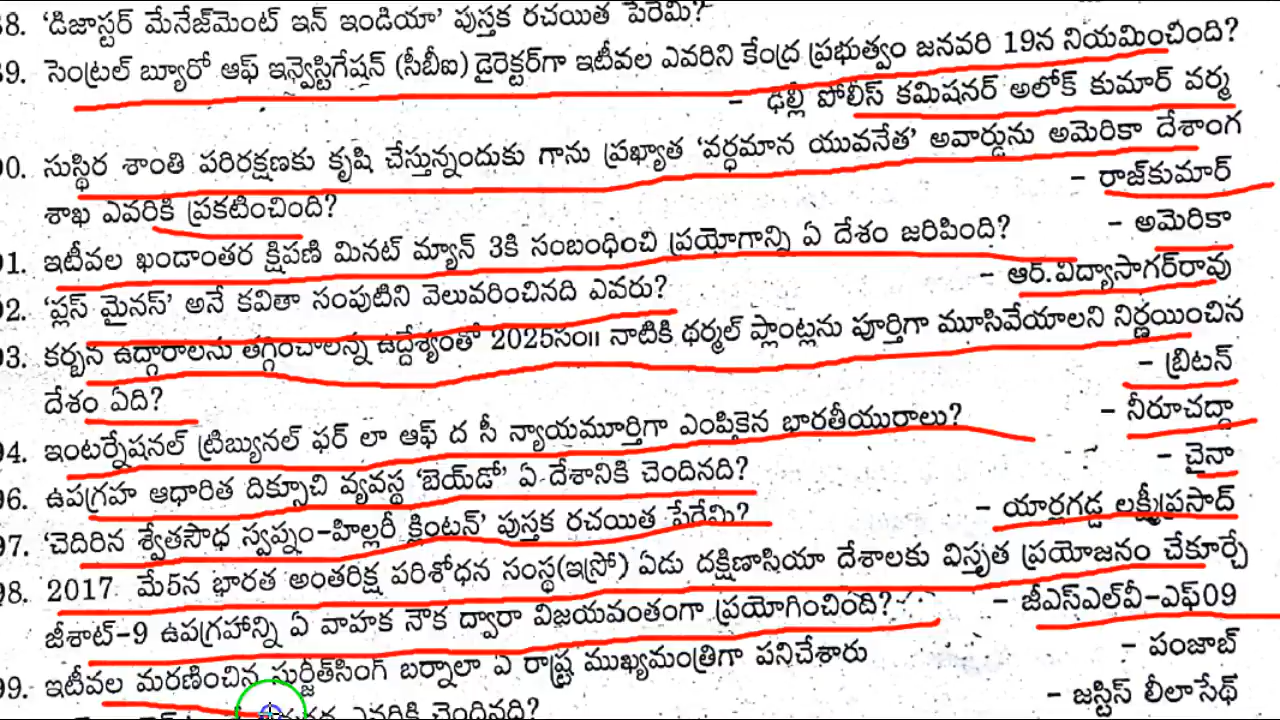 38. ‘డిజాస్టర్ మేనేజ్‌మెంట్ ఇన్ ఇండియా’ పుస్తక రచయిత పేరేమి?
39. సెంట్రల్ బ్యూరో ఆఫ్ ఇన్వెస్టిగేషన్ (సీబీఐ) డైరెక్టర్‌గా ఇటీవల ఎవరిని కేంద్ర ప్రభుత్వం జనవరి 19న నియమించింది?
- ఢిల్లీ పోలీస్ కమిషనర్ అలోక్ కుమార్ వర్మ
90. సుస్థిర శాంతి పరిరక్షణకు కృషి చేస్తున్నందుకు గాను ప్రఖ్యాత ‘వర్ధమాన యువనేత’ అవార్డును అమెరికా దేశాంగ
శాఖ ఎవరికి ప్రకటించింది? - రాజ్‌కుమార్
91. ఇటీవల ఖండాంతర క్షిపణి మినట్ మ్యాన్ 3కి సంబంధించి ప్రయోగాన్ని ఏ దేశం జరిపింది? - అమెరికా
92. ‘ప్లస్ మైనస్’ అనే కవితా సంపుటిని వెలువరించినది ఎవరు? - ఆర్.విద్యాసాగర్‌రావు
93. కర్బన ఉద్గారాలను తగ్గించాలన్న ఉద్దేశ్యంతో 2025సం॥ నాటికి థర్మల్ ప్లాంట్లను పూర్తిగా మూసివేయాలని నిర్ణయించిన
దేశం ఏది? - బ్రిటన్
94. ఇంటర్నేషనల్ ట్రిబ్యునల్ ఫర్ లా ఆఫ్ ద సీ న్యాయమూర్తిగా ఎంపికైన భారతీయురాలు? - నీరూచద్దా
96. ఉపగ్రహ ఆధారిత దిక్సూచి వ్యవస్థ ‘బెయ్‌డో’ ఏ దేశానికి చెందినది? - చైనా
97. ‘చెదిరిన శ్వేతసౌధ స్వప్నం-హిల్లరీ క్లింటన్’ పుస్తక రచయిత పేరేమి? - యార్లగడ్డ లక్ష్మీప్రసాద్
98. 2017 మే5న భారత అంతరిక్ష పరిశోధన సంస్థ(ఇస్రో) ఏడు దక్షిణాసియా దేశాలకు విస్తృత ప్రయోజనం చేకూర్చే
జీశాట్-9 ఉపగ్రహాన్ని ఏ వాహక నౌక ద్వారా విజయవంతంగా ప్రయోగించింది? - జీఎస్ఎల్‌వీ-ఎఫ్09
99. ఇటీవల మరణించిన సుర్జీత్‌సింగ్ బర్నాలా ఏ రాష్ట్ర ముఖ్యమంత్రిగా పనిచేశారు - పంజాబ్
ఎవరికి చెందినది? - జస్టిస్ లీలాసేథ్